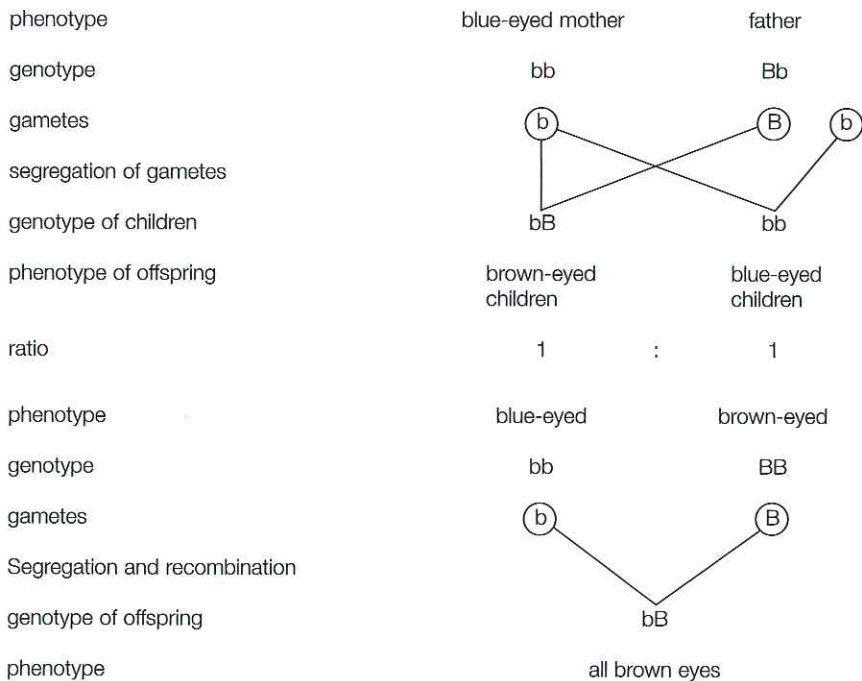 phenotype blue-eyed mother father
genotype bb Bb
gametes b B b
segregation of gametes
genotype of children bB bb
phenotype of offspring brown-eyed blue-eyed
children children
ratio 1 : 1
phenotype blue-eyed brown-eyed
genotype bb BB
gametes b B
Segregation and recombination
genotype of offspring bB
phenotype all brown eyes